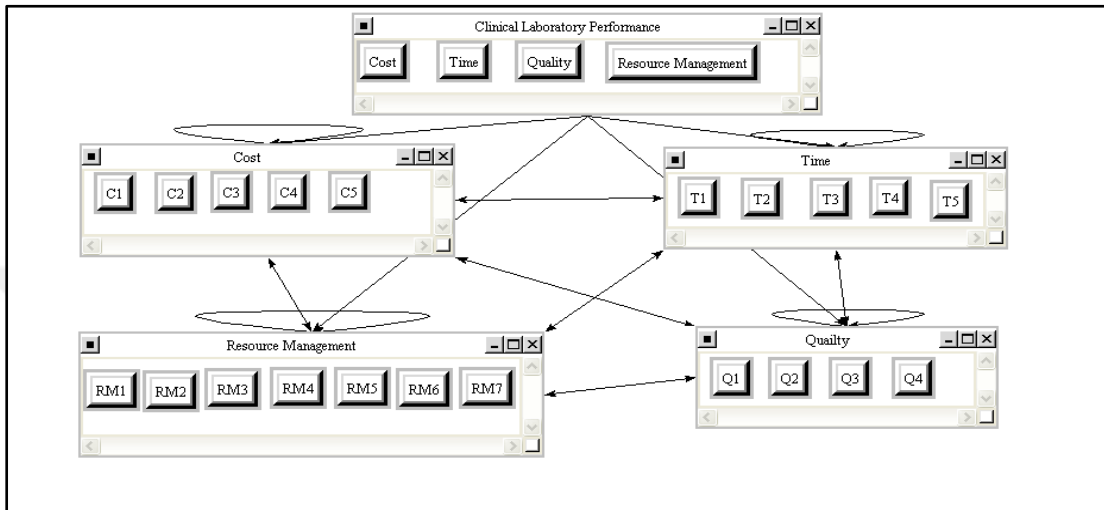 Clinical Laboratory Performance
Cost Time Quality Resource Management
Cost
C1 C2 C3 C4 C5
Time
T1 T2 T3 T4 T5
Resource Management
RM1 RM2 RM3 RM4 RM5 RM6 RM7
Quailty
Q1 Q2 Q3 Q4